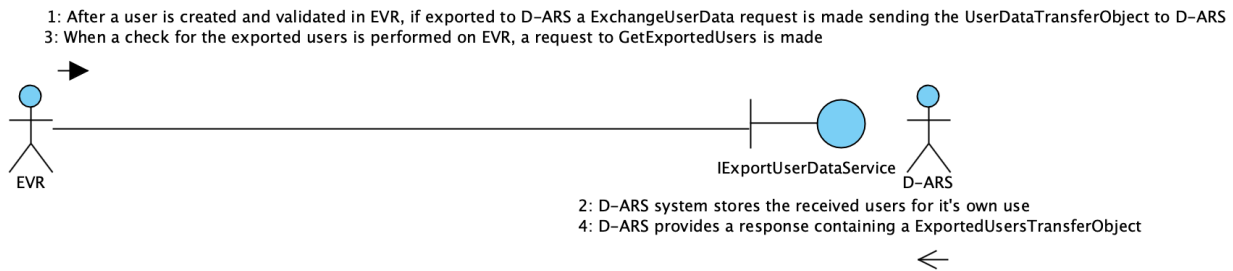 1: After a user is created and validated in EVR, if exported to D-ARS a ExchangeUserData request is made sending the UserDataTransferObject to D-ARS
3: When a check for the exported users is performed on EVR, a request to GetExportedUsers is made
IExportUserDataService
EVR
D-ARS
2: D-ARS system stores the received users for it's own use
4: D-ARS provides a response containing a ExportedUsersTransferObject